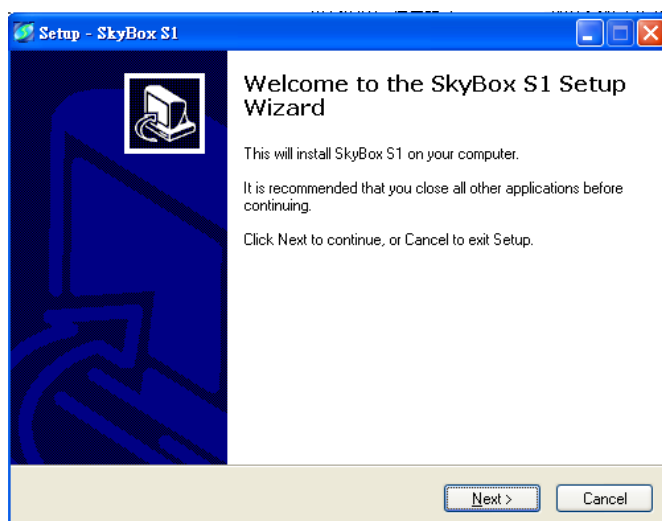 Setup - SkyBox S1
Welcome to the SkyBox S1 Setup
Wizard
This will install SkyBox S1 on your computer.
It is recommended that you close all other applications before
continuing.
Click Next to continue, or Cancel to exit Setup.
Next >
Cancel